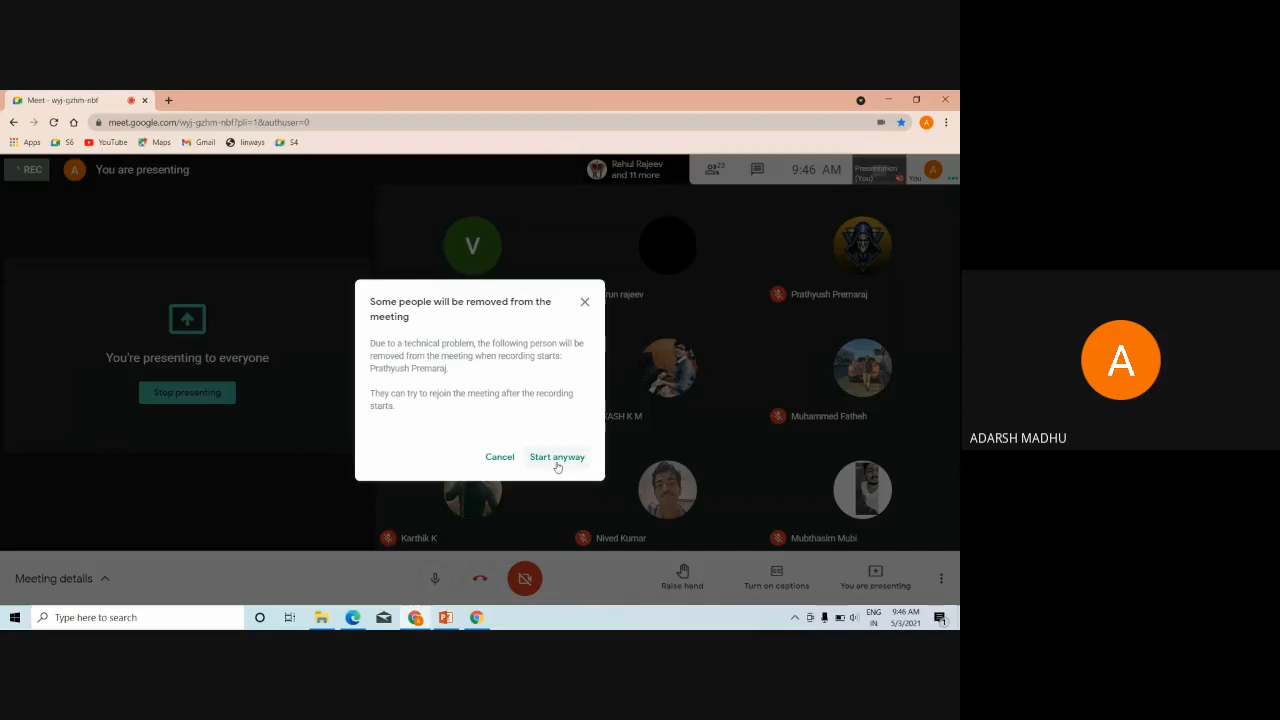 Meet - wyj-gzhm-nbf
meet.google.com/wyj-gzhm-nbf?pli=1&authuser=0
A
Apps S6 YouTube Maps Gmail linways S4
REC A You are presenting
Rahul Rajeev
and 11 more
23
9:46 AM
Presentation
(You)
You A
V
run rajeev
Prathyush Premaraj
Some people will be removed from the
meeting
Due to a technical problem, the following person will be
removed from the meeting when recording starts:
Prathyush Premaraj.
They can try to rejoin the meeting after the recording
starts.
Cancel Start anyway
You're presenting to everyone
Stop presenting
KASH K M
Muhammed Fatheh
A
ADARSH MADHU
Karthik K
Nived Kumar
Mubthasim Mubi
Meeting details
Raise hand
Turn on captions
You are presenting
Type here to search
ENG
IN
9:46 AM
5/3/2021
1